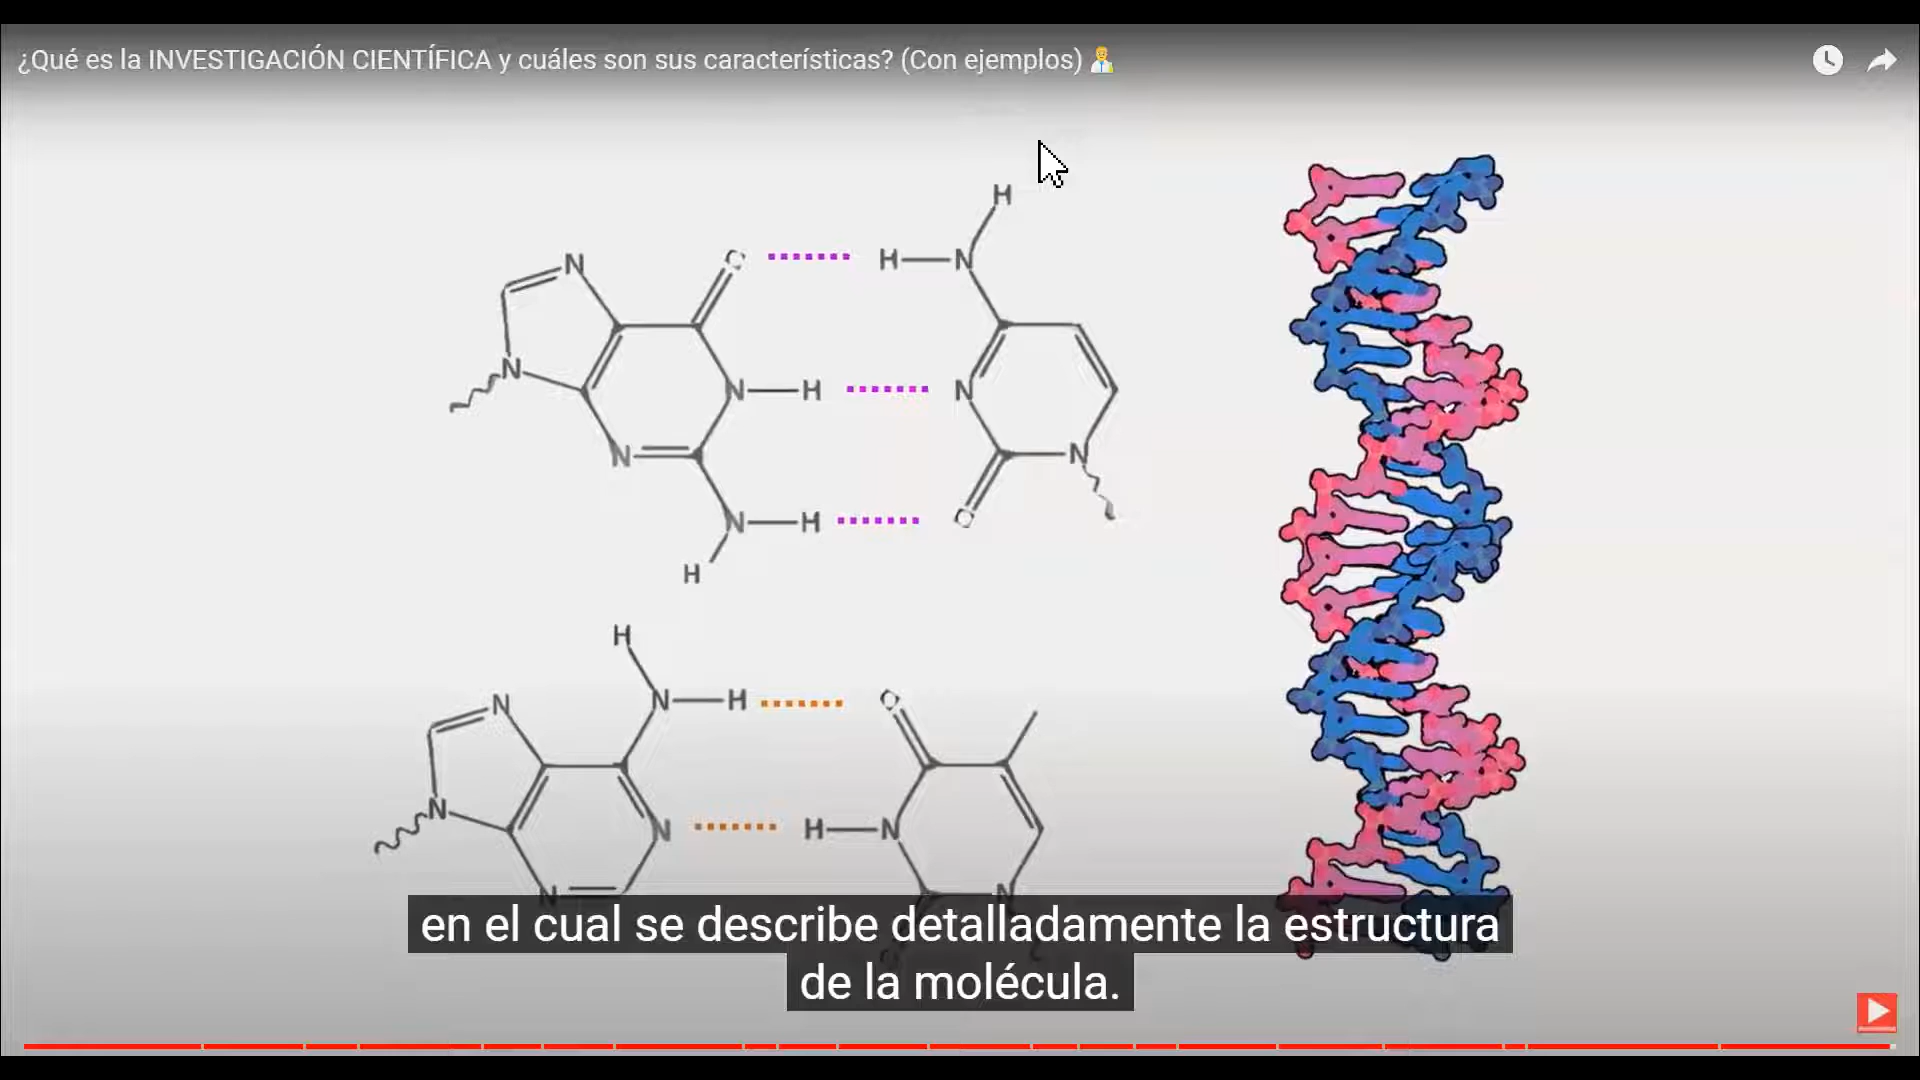 ¿Qué es la INVESTIGACIÓN CIENTÍFICA y cuáles son sus características? (Con ejemplos)
H
N O H N
N N H N
N N
N H O
H
H
N N H O
N N H N
N N
en el cual se describe detalladamente la estructura
de la molécula.